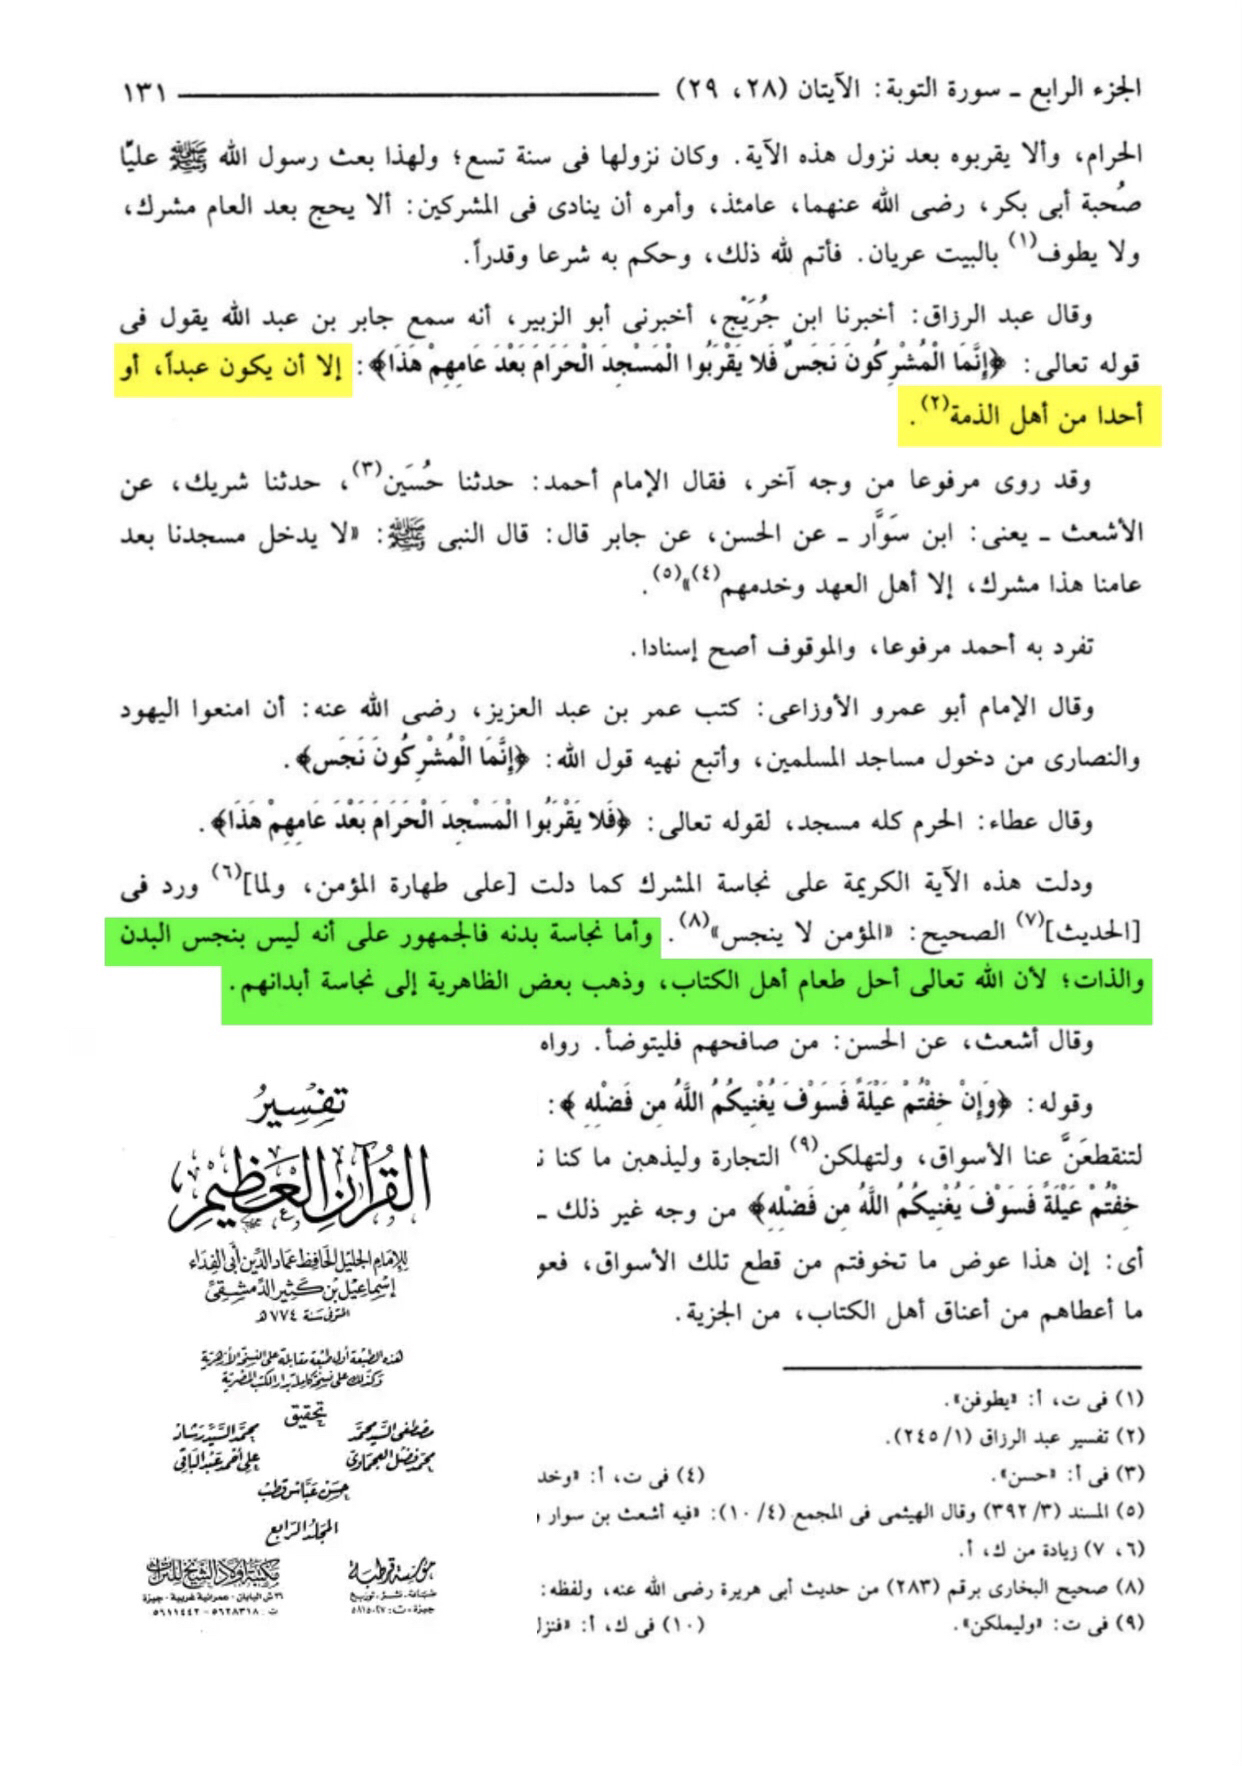 الجزء الرابع ـ سورة التوبة: الآيتان (٢٨، ٢٩) ١٣١
الحرام، وألا يقربوه بعد نزول هذه الآية. وكان نزولها فى سنة تسع؛ ولهذا بعث رسول الله ﷺ عليًا
صُحبة أبى بكر، رضى الله عنهما، عامئذ، وأمره أن ينادى فى المشركين: ألا يحج بعد العام مشرك،
ولا يطوف(١) بالبيت عريان. فأتم لله ذلك، وحكم به شرعا وقدراً.
وقال عبد الرزاق: أخبرنا ابن جُرَيْج، أخبرنى أبو الزبير، أنه سمع جابر بن عبد الله يقول فى
قوله تعالى: ﴿إِنَّمَا الْمُشْرِكُونَ نَجَسٌ فَلا يَقْرَبُوا الْمَسْجِدَ الْحَرَامَ بَعْدَ عَامِهِمْ هَذَا﴾: إلا أن يكون عبداً، أو
أحدا من أهل الذمة(٢).
وقد روى مرفوعا من وجه آخر، فقال الإمام أحمد: حدثنا حُسَين(٣)، حدثنا شريك، عن
الأشعث ـ يعنى: ابن سَوَّار ـ عن الحسن، عن جابر قال: قال النبى ﷺ: «لا يدخل مسجدنا بعد
عامنا هذا مشرك، إلا أهل العهد وخدمهم(٤)»(٥).
تفرد به أحمد مرفوعا، والموقوف أصح إسنادا.
وقال الإمام أبو عمرو الأوزاعى: كتب عمر بن عبد العزيز، رضى الله عنه: أن امنعوا اليهود
والنصارى من دخول مساجد المسلمين، وأتبع نهيه قول الله: ﴿إِنَّمَا الْمُشْرِكُونَ نَجَس﴾.
وقال عطاء: الحرم كله مسجد، لقوله تعالى: ﴿فَلا يَقْرَبُوا الْمَسْجِدَ الْحَرَامَ بَعْدَ عَامِهِمْ هَذَا﴾.
ودلت هذه الآية الكريمة على نجاسة المشرك كما دلت [على طهارة المؤمن، ولما](٦) ورد فى
[الحديث](٧) الصحيح: «المؤمن لا ينجس»(٨). وأما نجاسة بدنه فالجمهور على أنه ليس بنجس البدن
والذات؛ لأن الله تعالى أحل طعام أهل الكتاب، وذهب بعض الظاهرية إلى نجاسة أبدانهم.
وقال أشعث، عن الحسن: من صافحهم فليتوضأ. رواه
وقوله: ﴿وَإِنْ خِفْتُمْ عَيْلَةً فَسَوْفَ يُغْنِيكُمُ اللَّهُ مِن فَضْلِهِ﴾:
لتنقطعَنَّ عنا الأسواق، ولتهلكن(٩) التجارة وليذهبن ما كنا
خِفْتُمْ عَيْلَةً فَسَوْفَ يُغْنِيكُمُ اللَّهُ مِن فَضْلِهِ﴾ من وجه غير ذلك ـ
أى: إن هذا عوض ما تخوفتم من قطع تلك الأسواق،
ما أعطاهم من أعناق أهل الكتاب، من الجزية.
(١) فى ت، أ: «يطوفن».
(٢) تفسير عبد الرزاق (١/ ٢٤٥).
(٣) فى أ: «حسن». (٤) فى ت، أ: «وخد
(٥) المسند (٣/ ٣٩٢) وقال الهيثمى فى المجمع (٤/ ١٠): «فيه أشعث بن سوار
(٦، ٧) زيادة من ك، أ.
(٨) صحيح البخارى برقم (٢٨٣) من حديث أبى هريرة رضى الله عنه، ولفظه:
(٩) فى ت: «وليملكن». (١٠) فى ك، أ: «فنزل
تفسير
القرآن العظيم
للإمام الجليل الحافظ عماد الدين أبي الفداء
إسماعيل بن كثير الدمشقي
المتوفى سنة ٧٧٤ هـ
هذه الطبعة أول طبعة مقابلة على النسخة الأزهرية
وكذلك على نسخة كاملة بدار الكتب المصرية
تحقيق
مصطفى السيد محمد محمد السيد رشاد
محمد فضل العجماوي علي أحمد عبد الباقي
حسن عباس قطب
المجلد الرابع
مؤسسة قرطبة مكتبة أولاد الشيخ للتراث